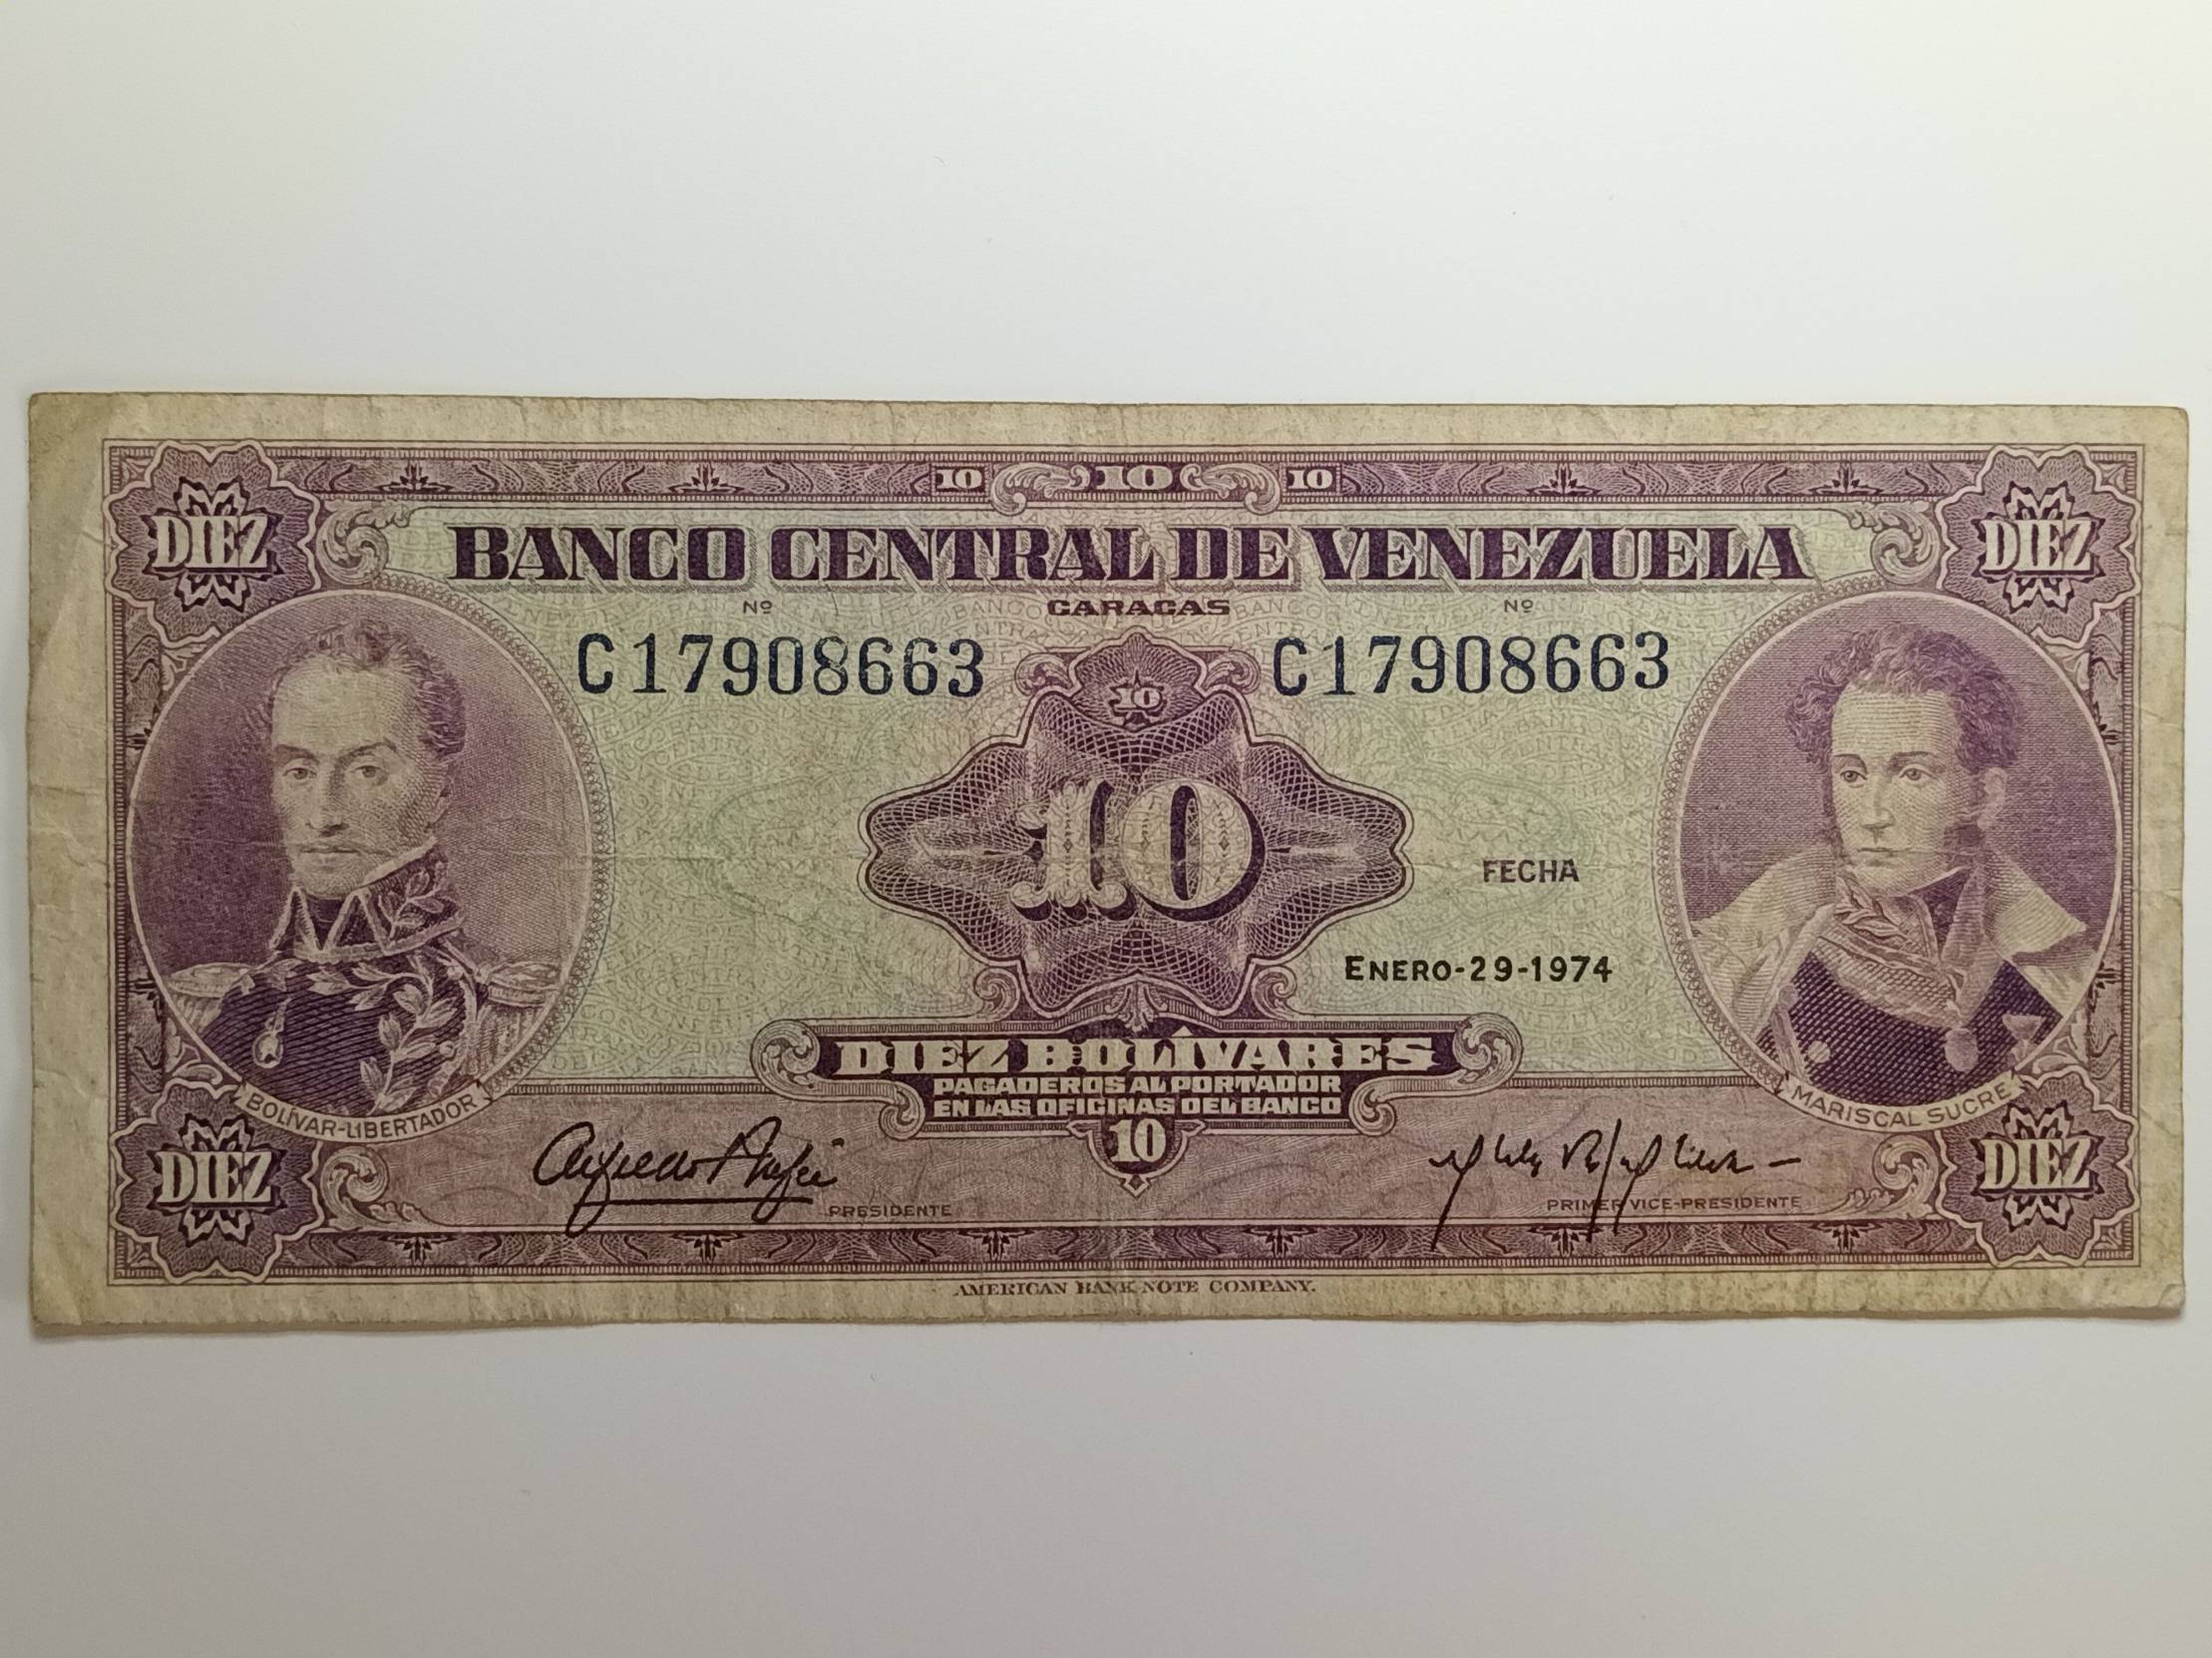 10 10 10
DIEZ DIEZ
BANCO CENTRAL DE VENEZUELA
Nº CARACAS Nº
C17908663 C17908663
10
10
FECHA
ENERO-29-1974
DIEZ BOLÍVARES
PAGADEROS AL PORTADOR
EN LAS OFICINAS DEL BANCO
BOLÍVAR-LIBERTADOR MARISCAL SUCRE
10
DIEZ DIEZ
PRESIDENTE PRIMER VICE-PRESIDENTE
AMERICAN BANK NOTE COMPANY.